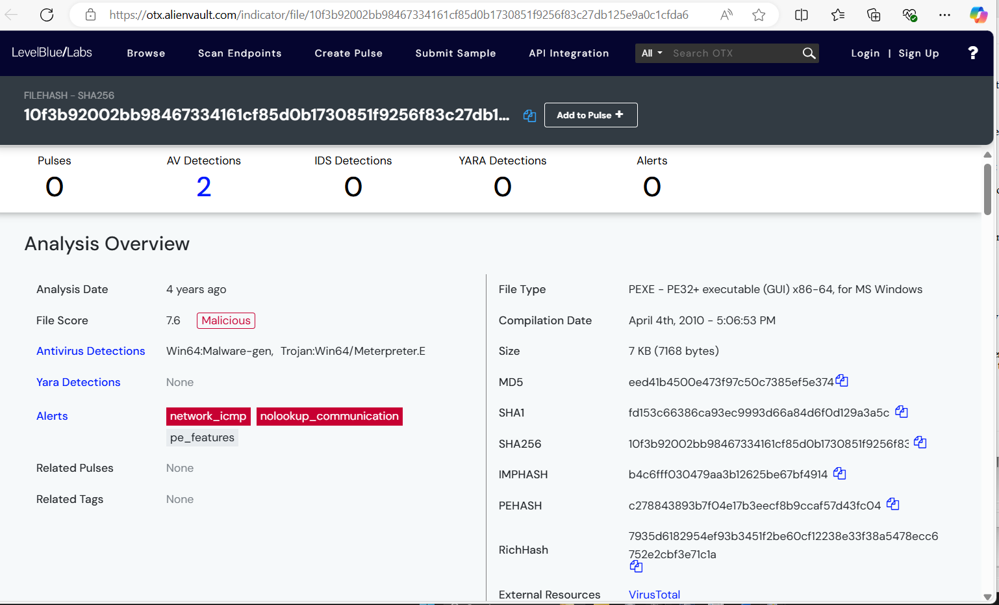 https://otx.alienvault.com/indicator/file/10f3b92002bb98467334161cf85d0b1730851f9256f83c27db125e9a0c1cfda6
LevelBlue/Labs Browse Scan Endpoints Create Pulse Submit Sample API Integration All Search OTX Login | Sign Up ?
FILEHASH - SHA256
10f3b92002bb98467334161cf85d0b1730851f9256f83c27db1... Add to Pulse +
Pulses AV Detections IDS Detections YARA Detections Alerts
0 2 0 0 0
Analysis Overview
Analysis Date 4 years ago
File Score 7.6 Malicious
Antivirus Detections Win64:Malware-gen, Trojan:Win64/Meterpreter.E
Yara Detections None
Alerts network_icmp nolookup_communication
pe_features
Related Pulses None
Related Tags None
File Type PEXE - PE32+ executable (GUI) x86-64, for MS Windows
Compilation Date April 4th, 2010 - 5:06:53 PM
Size 7 KB (7168 bytes)
MD5 eed41b4500e473f97c50c7385ef5e374
SHA1 fd153c66386ca93ec9993d66a84d6f0d129a3a5c
SHA256 10f3b92002bb98467334161cf85d0b1730851f9256f83
IMPHASH b4c6fff030479aa3b12625be67bf4914
PEHASH c278843893b7f04e17b3eecf8b9ccaf57d43fc04
RichHash 7935d6182954ef93b3451f2be60cf12238e33f38a5478ecc6
752e2cbf3e71c1a
External Resources VirusTotal